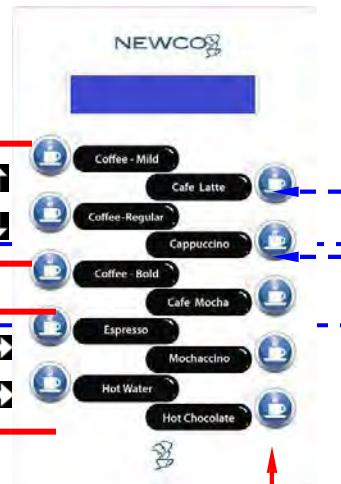 NEWCO
Coffee - Mild
Cafe Latte
Coffee-Regular
Cappuccino
Coffee - Bold
Cafe Mocha
Espresso
Mochaccino
Hot Water
Hot Chocolate